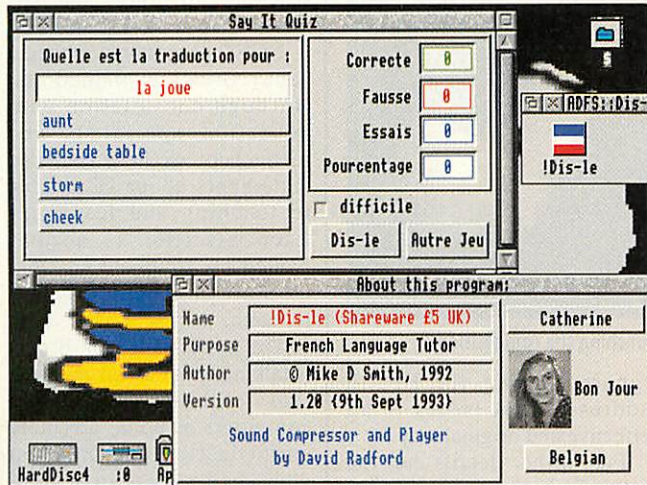 Say It Quiz
Quelle est la traduction pour :
la joue
aunt
bedside table
storm
cheek
Correcte 0
Fausse 0
Essais 0
Pourcentage 0
difficile
Dis-le
Autre Jeu
$
ADFS::Dis-
!Dis-le
About this program:
Name !Dis-le (Shareware £5 UK)
Purpose French Language Tutor
Author © Mike D Smith, 1992
Version 1.20 {9th Sept 1993}
Sound Compressor and Player
by David Radford
Catherine
Bon Jour
Belgian
HardDisc4
:0
Ap